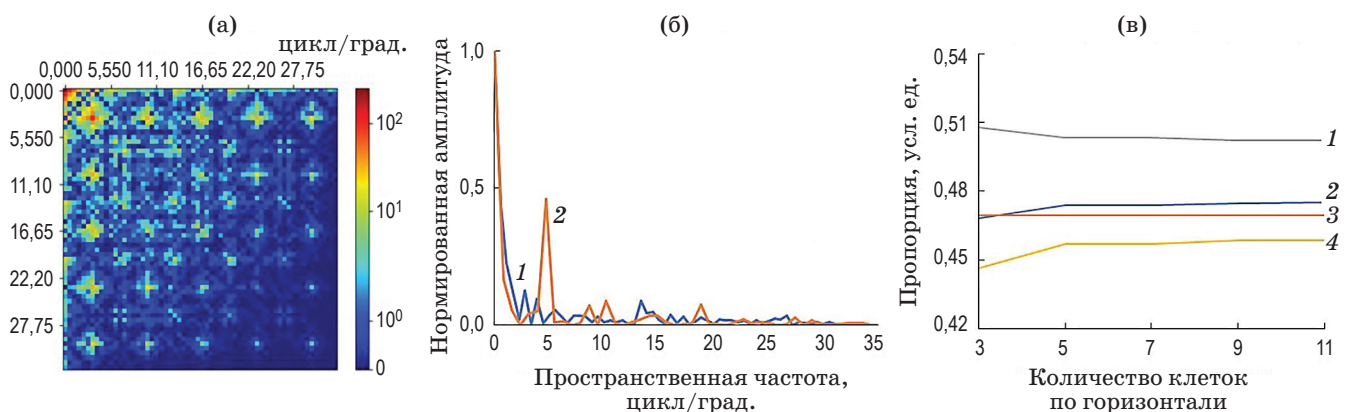 (а)
цикл/град.
0,000 5,550 11,10 16,65 22,20 27,75
0,000
5,550
11,10
16,65
22,20
27,75
10²
10¹
10⁰
0
(б)
Нормированная амплитуда
1,0
0,5
0,0
1
2
0 5 10 15 20 25 30 35
Пространственная частота,
цикл/град.
(в)
Пропорция, усл. ед.
0,54
0,51
0,48
0,45
0,42
1
2
3
4
3 5 7 9 11
Количество клеток
по горизонтали